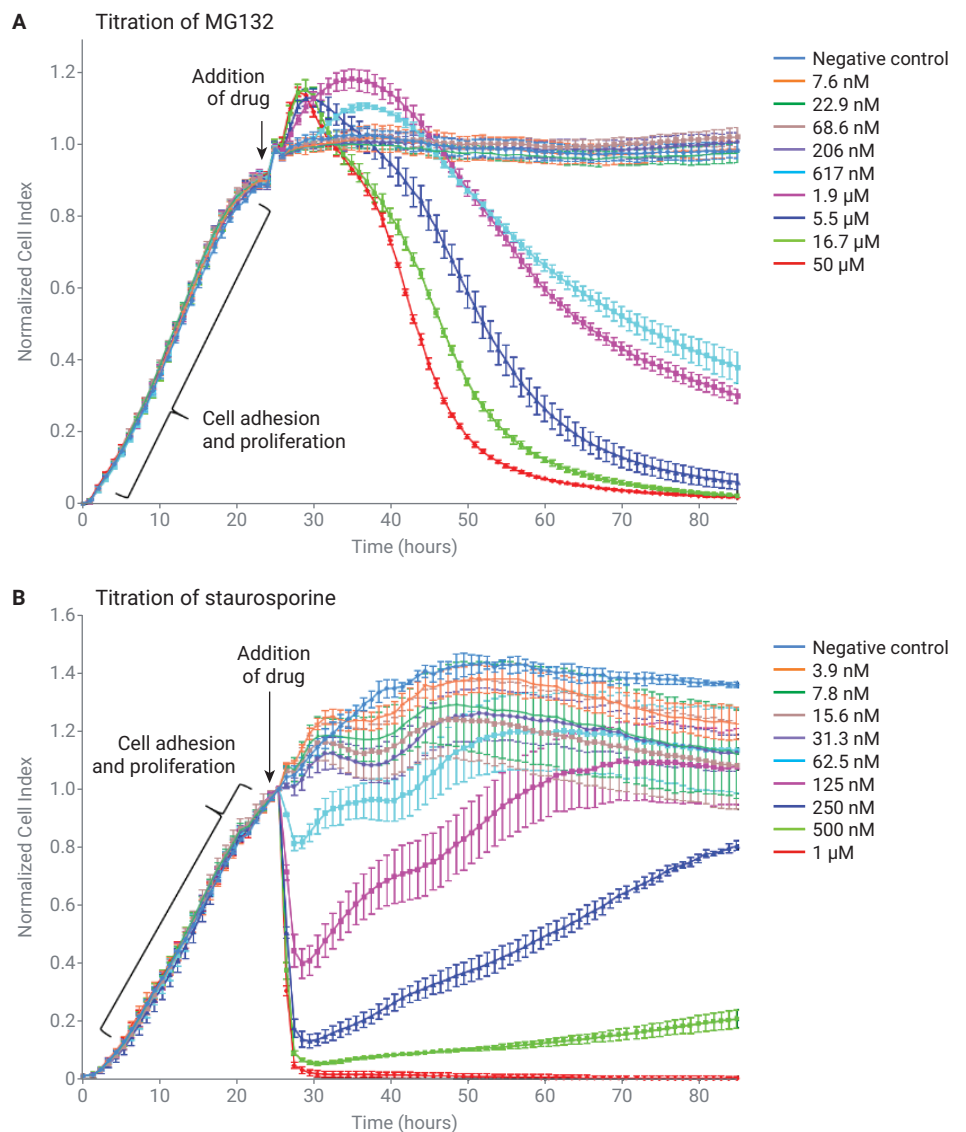 A Titration of MG132
Normalized Cell Index
1.2
1.0
0.8
0.6
0.4
0.2
0
Addition
of drug
Cell adhesion
and proliferation
0 10 20 30 40 50 60 70 80
Time (hours)
Negative control
7.6 nM
22.9 nM
68.6 nM
206 nM
617 nM
1.9 µM
5.5 µM
16.7 µM
50 µM
B Titration of staurosporine
Normalized Cell Index
1.6
1.4
1.2
1.0
0.8
0.6
0.4
0.2
0
Addition
of drug
Cell adhesion
and proliferation
0 10 20 30 40 50 60 70 80
Time (hours)
Negative control
3.9 nM
7.8 nM
15.6 nM
31.3 nM
62.5 nM
125 nM
250 nM
500 nM
1 µM